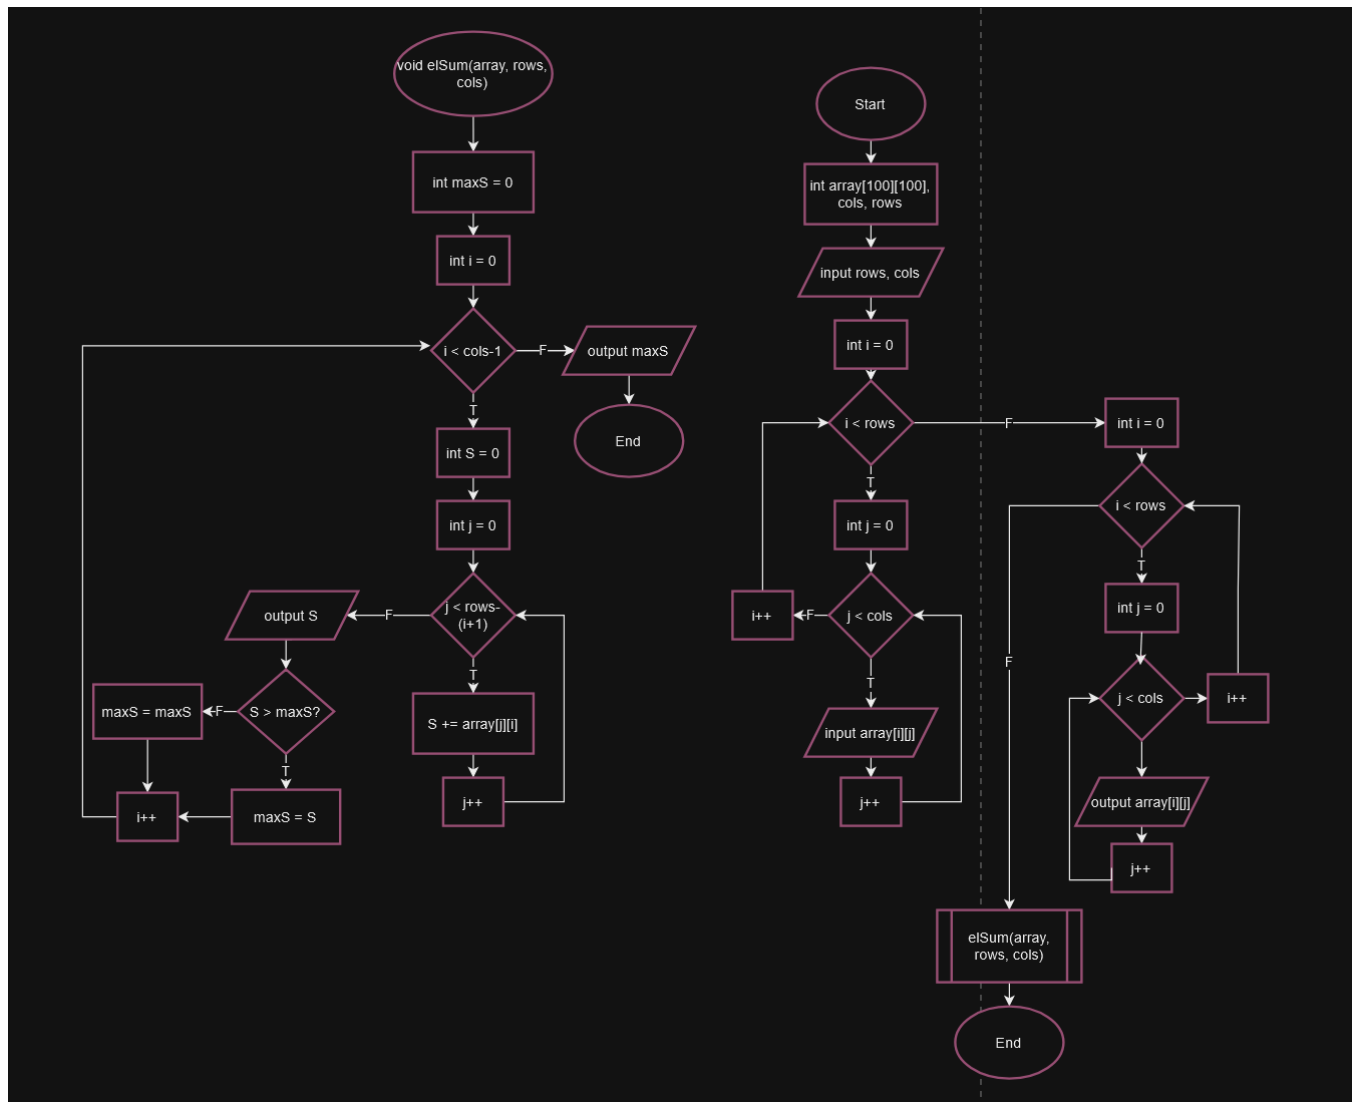 void elSum(array, rows,
cols)
int maxS = 0
int i = 0
i < cols-1
F
output maxS
End
T
int S = 0
int j = 0
j < rows-
(i+1)
F
output S
T
S += array[j][i]
j++
S > maxS?
F
maxS = maxS
T
maxS = S
i++
Start
int array[100][100],
cols, rows
input rows, cols
int i = 0
i < rows
F
T
int j = 0
j < cols
F
i++
T
input array[i][j]
j++
int i = 0
i < rows
F
T
int j = 0
j < cols
i++
output array[i][j]
j++
elSum(array,
rows, cols)
End